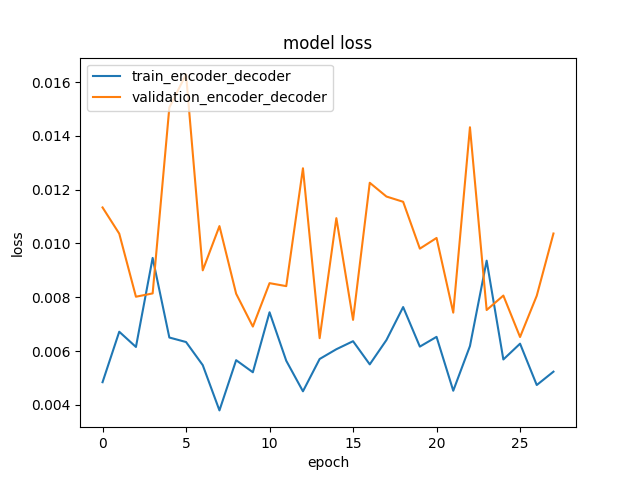 model loss
train_encoder_decoder
validation_encoder_decoder
0.016
0.014
0.012
0.010
0.008
0.006
0.004
loss
0 5 10 15 20 25
epoch